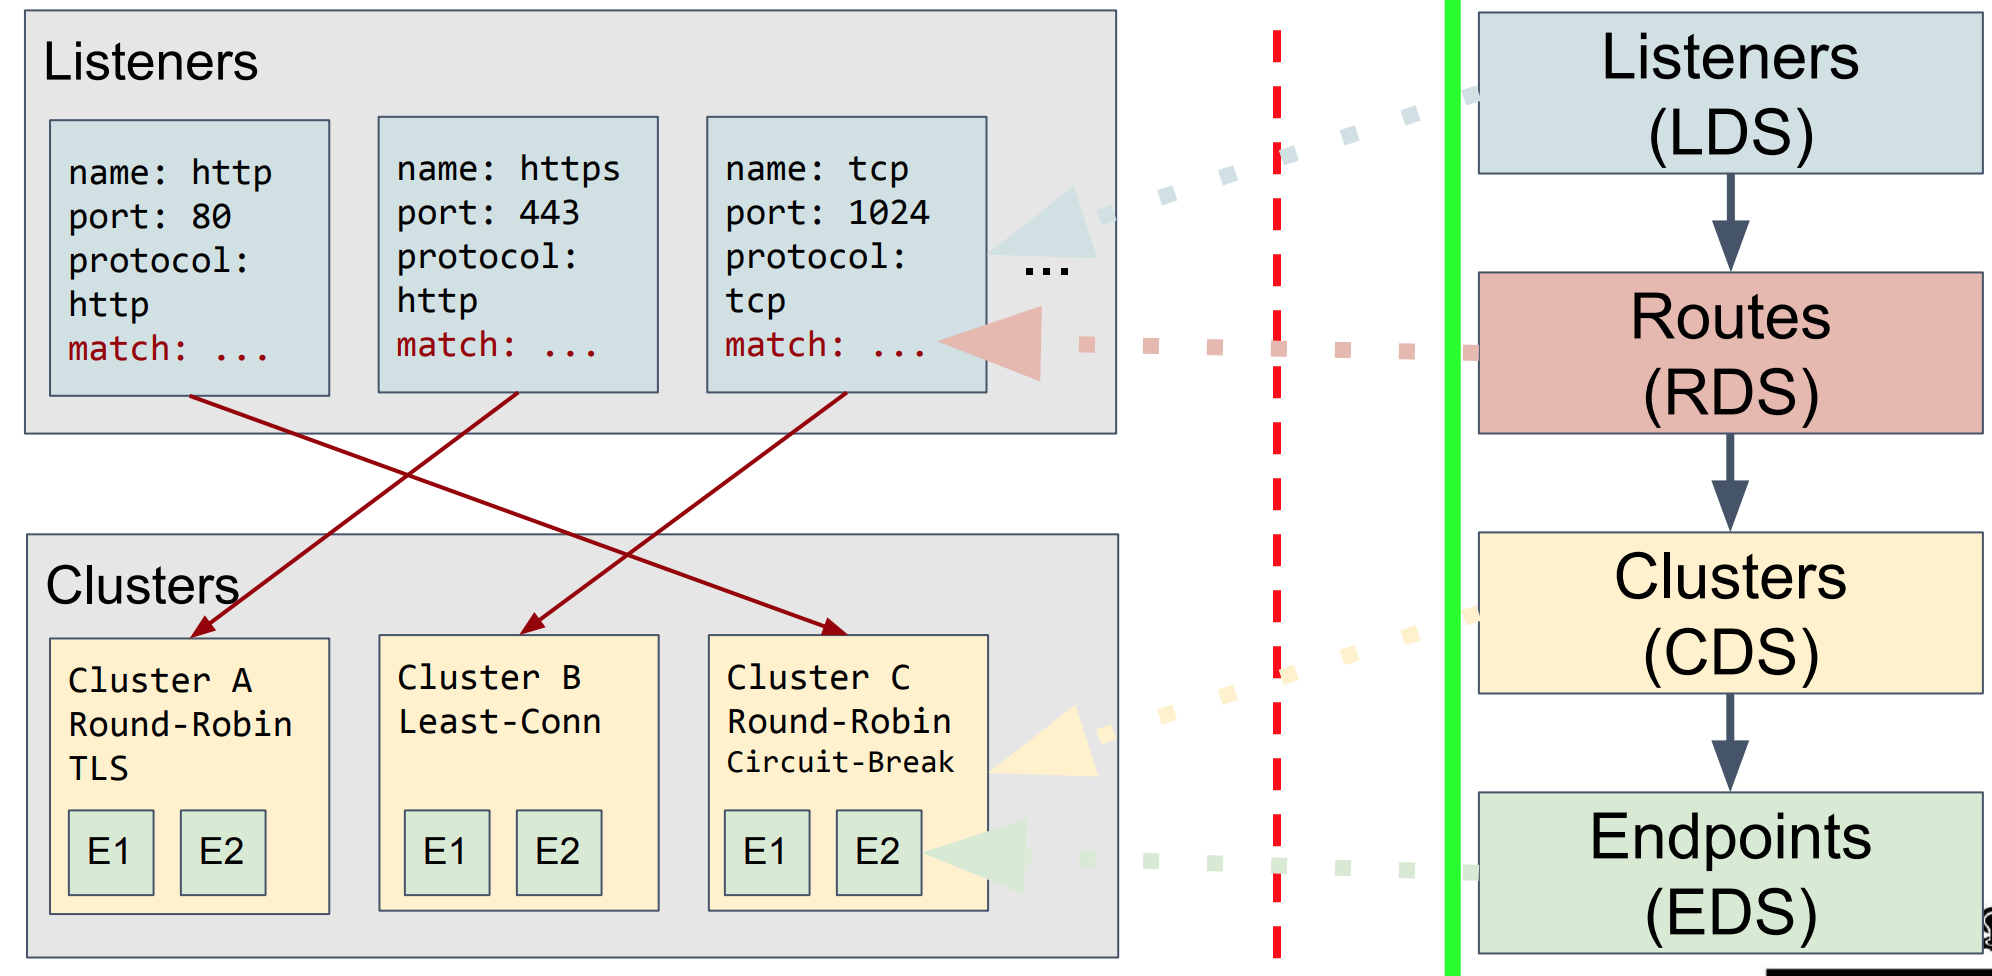 Listeners
name: http
port: 80
protocol:
http
match: ...
name: https
port: 443
protocol:
http
match: ...
name: tcp
port: 1024
protocol:
tcp
match: ...
...
Clusters
Cluster A
Round-Robin
TLS
E1
E2
Cluster B
Least-Conn
E1
E2
Cluster C
Round-Robin
Circuit-Break
E1
E2
Listeners
(LDS)
Routes
(RDS)
Clusters
(CDS)
Endpoints
(EDS)